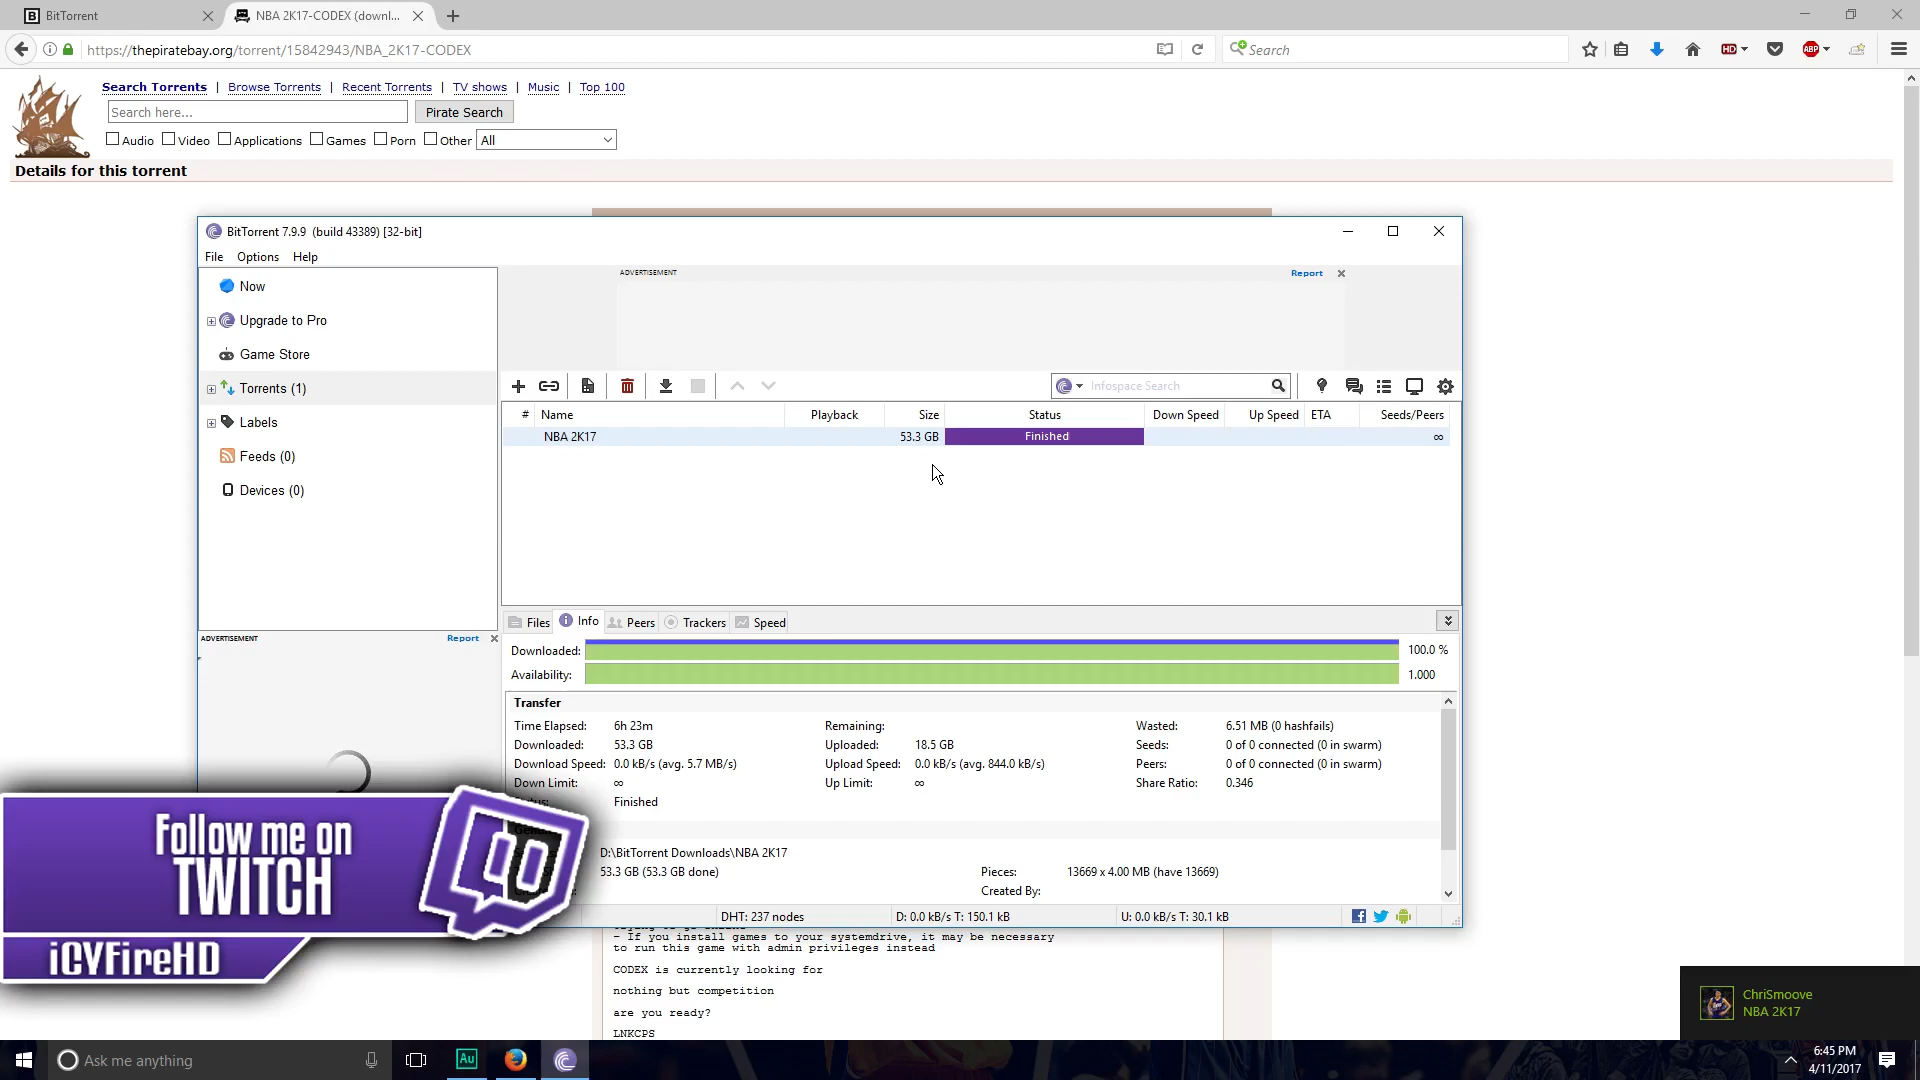 BitTorrent
NBA 2K17-CODEX (downl...
https://thepiratebay.org/torrent/15842943/NBA_2K17-CODEX
Search
HD
ABP
Search Torrents | Browse Torrents | Recent Torrents | TV shows | Music | Top 100
Search here...
Pirate Search
Audio Video Applications Games Porn Other All
Details for this torrent
BitTorrent 7.9.9 (build 43389) [32-bit]
File Options Help
Now
Upgrade to Pro
Game Store
Torrents (1)
Labels
Feeds (0)
Devices (0)
ADVERTISEMENT
Report
Infospace Search
# Name Playback Size Status Down Speed Up Speed ETA Seeds/Peers
NBA 2K17 53.3 GB Finished ∞
ADVERTISEMENT
Report
Files Info Peers Trackers Speed
Downloaded: 100.0 %
Availability: 1.000
Transfer
Time Elapsed: 6h 23m Remaining: Wasted: 6.51 MB (0 hashfails)
Downloaded: 53.3 GB Uploaded: 18.5 GB Seeds: 0 of 0 connected (0 in swarm)
Download Speed: 0.0 kB/s (avg. 5.7 MB/s) Upload Speed: 0.0 kB/s (avg. 844.0 kB/s) Peers: 0 of 0 connected (0 in swarm)
Down Limit: ∞ Up Limit: ∞ Share Ratio: 0.346
Finished
D:\BitTorrent Downloads\NBA 2K17
53.3 GB (53.3 GB done) Pieces: 13669 x 4.00 MB (have 13669)
Created By:
DHT: 237 nodes D: 0.0 kB/s T: 150.1 kB U: 0.0 kB/s T: 30.1 kB
- If you install games to your systemdrive, it may be necessary
to run this game with admin privileges instead
CODEX is currently looking for
nothing but competition
are you ready?
LNKCPS
Follow me on
TWITCH
iCYFireHD
ChriSmoove
NBA 2K17
Ask me anything
Au
6:45 PM
4/11/2017